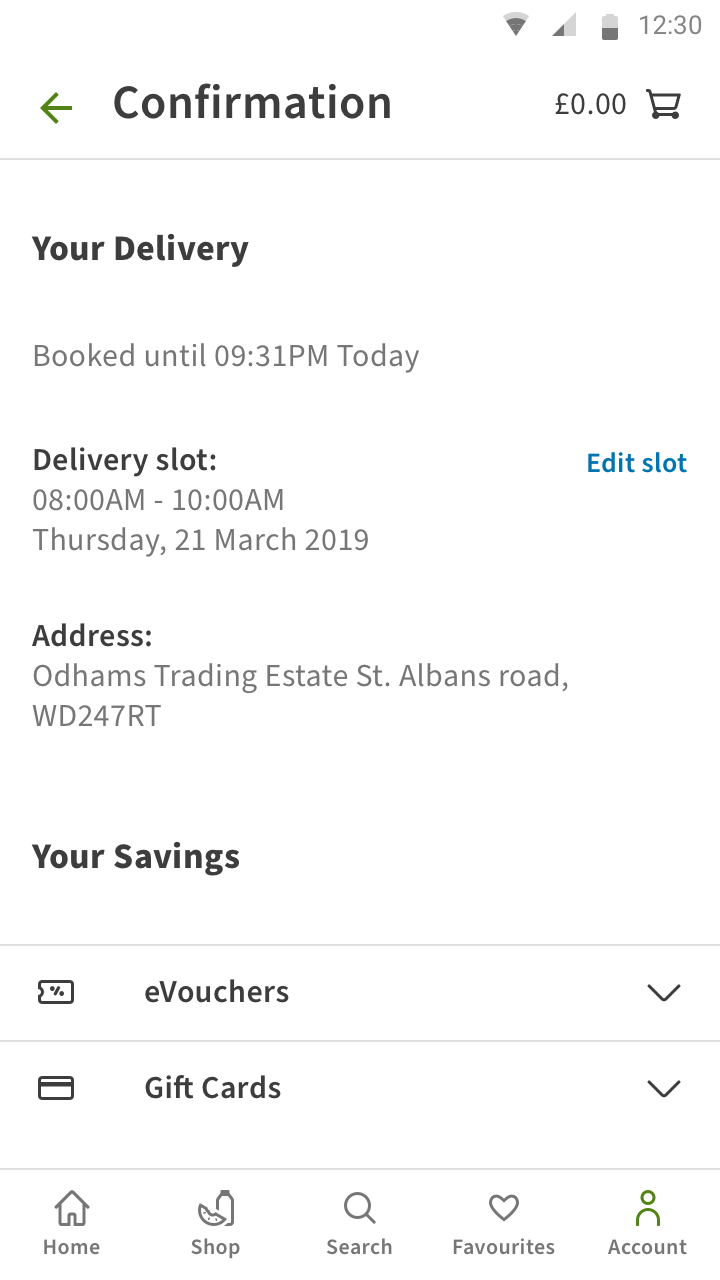 12:30
Confirmation £0.00
Your Delivery
Booked until 09:31PM Today
Delivery slot: Edit slot
08:00AM - 10:00AM
Thursday, 21 March 2019
Address:
Odhams Trading Estate St. Albans road,
WD247RT
Your Savings
% eVouchers
Gift Cards
Home Shop Search Favourites Account